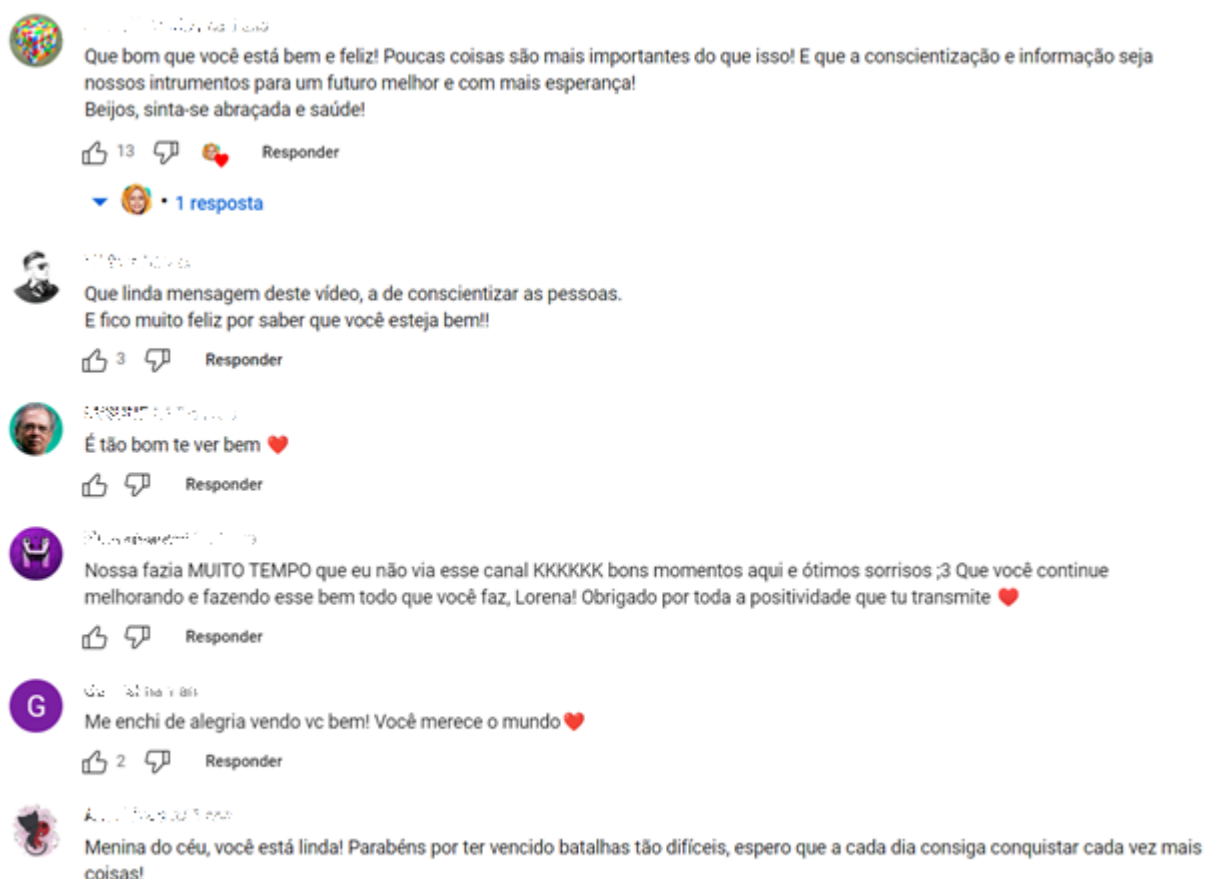 Que bom que você está bem e feliz! Poucas coisas são mais importantes do que isso! E que a conscientização e informação seja
nossos intrumentos para um futuro melhor e com mais esperança!
Beijos, sinta-se abraçada e saúde!
13 Responder
• 1 resposta
Que linda mensagem deste vídeo, a de conscientizar as pessoas.
E fico muito feliz por saber que você esteja bem!!
3 Responder
É tão bom te ver bem ❤️
Responder
Nossa fazia MUITO TEMPO que eu não via esse canal KKKKKK bons momentos aqui e ótimos sorrisos ;3 Que você continue
melhorando e fazendo esse bem todo que você faz, Lorena! Obrigado por toda a positividade que tu transmite ❤️
Responder
G
Me enchi de alegria vendo vc bem! Você merece o mundo❤️
2 Responder
Menina do céu, você está linda! Parabéns por ter vencido batalhas tão difíceis, espero que a cada dia consiga conquistar cada vez mais
coisas!